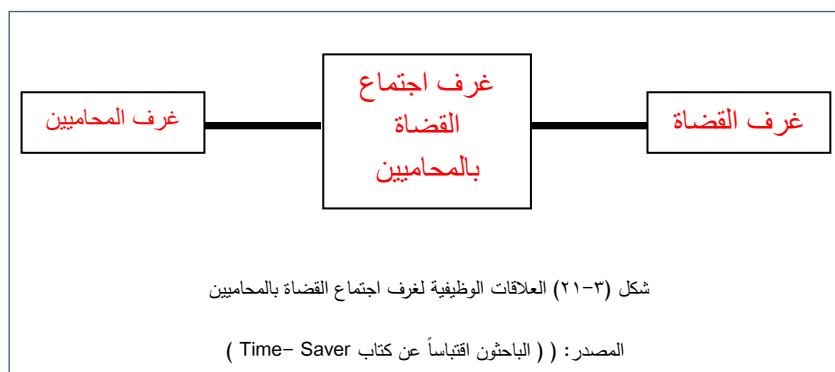 غرف القضاة
غرف اجتماع
القضاة
بالمحاميين
غرف المحاميين
شكل (٣-٢١) العلاقات الوظيفية لغرف اجتماع القضاة بالمحاميين
المصدر: ( ( الباحثون اقتباساً عن كتاب Time- Saver )